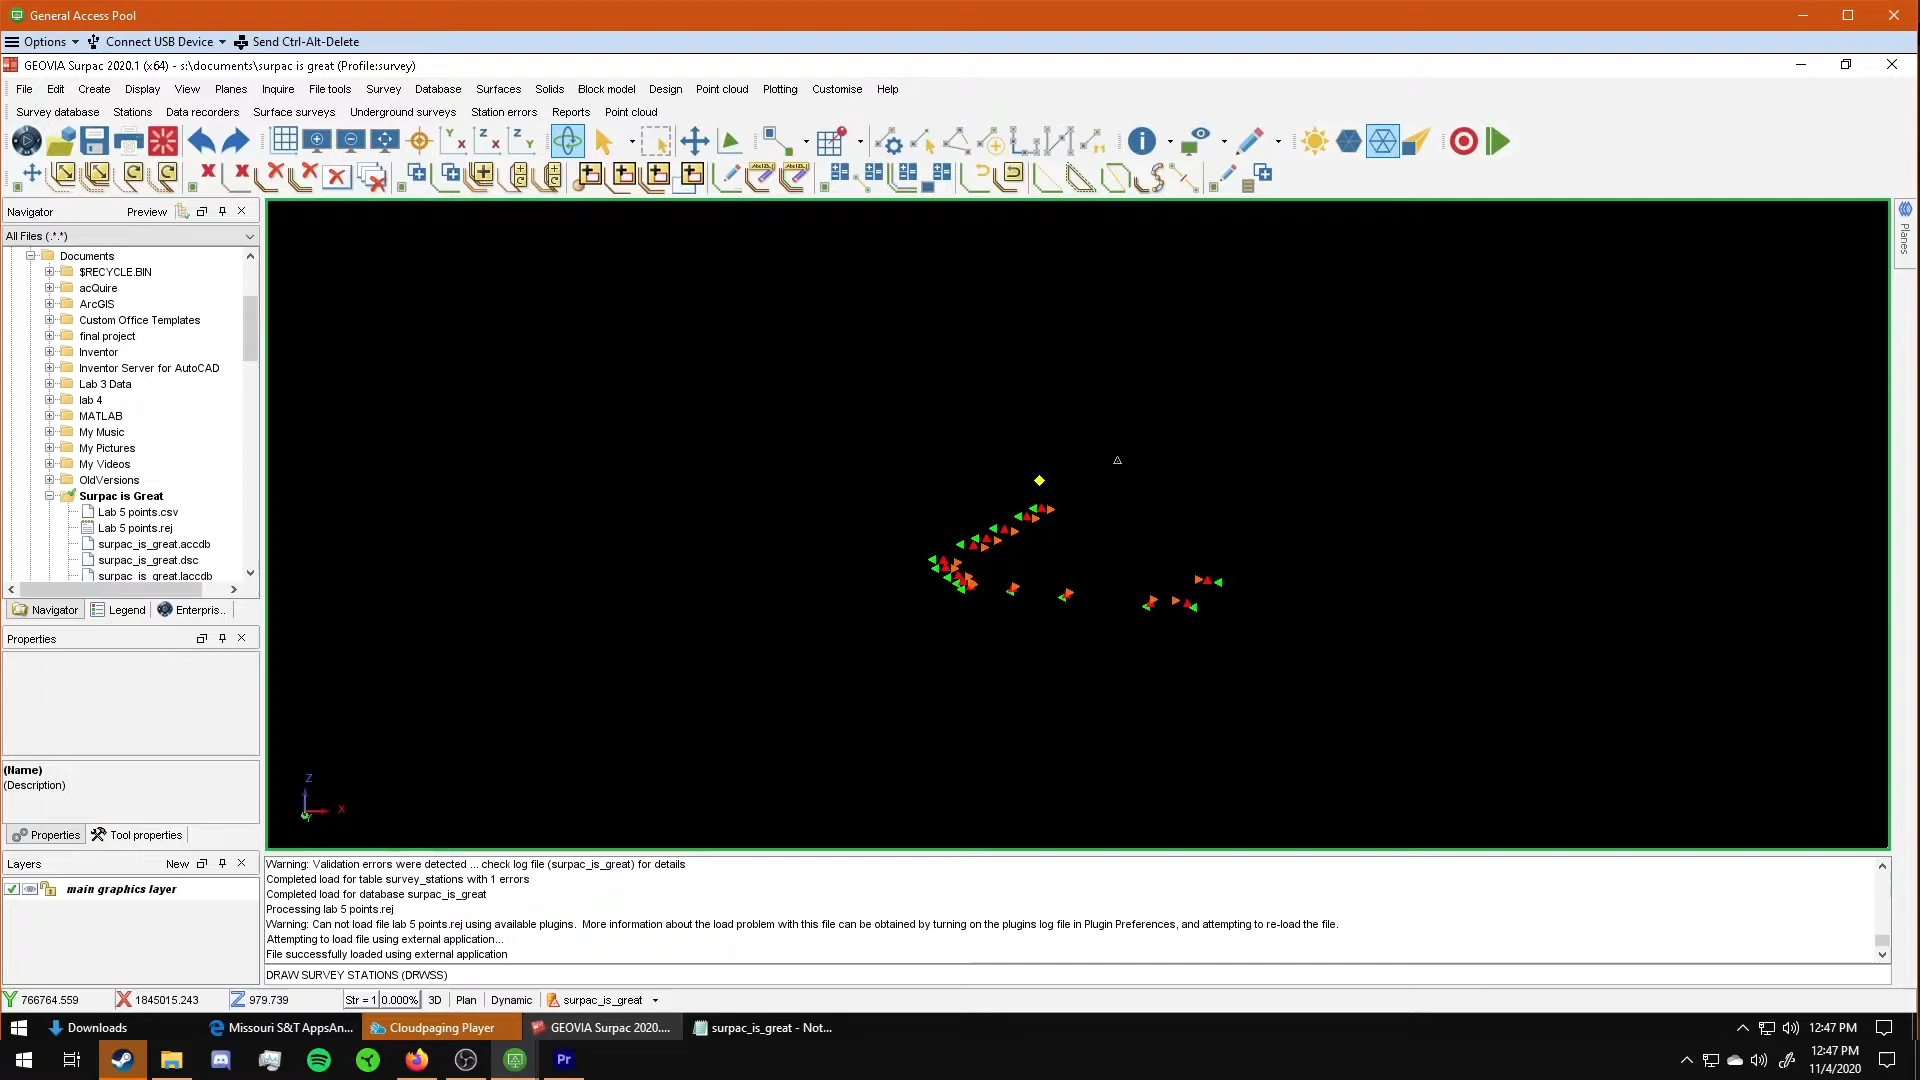 General Access Pool
Options Connect USB Device Send Ctrl-Alt-Delete
GEOVIA Surpac 2020.1 (x64) - s:\documents\surpac is great (Profile:survey)
File Edit Create Display View Planes Inquire File tools Survey Database Surfaces Solids Block model Design Point cloud Plotting Customise Help
Survey database Stations Data recorders Surface surveys Underground surveys Station errors Reports Point cloud
Navigator Preview
All Files (.*.*)
Documents
$RECYCLE.BIN
acQuire
ArcGIS
Custom Office Templates
final project
Inventor
Inventor Server for AutoCAD
Lab 3 Data
lab 4
MATLAB
My Music
My Pictures
My Videos
OldVersions
Surpac is Great
Lab 5 points.csv
Lab 5 points.rej
surpac_is_great.accdb
surpac_is_great.dsc
surpac_is_great.laccdb
Navigator Legend Enterpris..
Properties
(Name)
(Description)
Properties Tool properties
Layers New
main graphics layer
Planes
Z
X
Y
Warning: Validation errors were detected ... check log file (surpac_is_great) for details
Completed load for table survey_stations with 1 errors
Completed load for database surpac_is_great
Processing lab 5 points.rej
Warning: Can not load file lab 5 points.rej using available plugins. More information about the load problem with this file can be obtained by turning on the plugins log file in Plugin Preferences, and attempting to re-load the file.
Attempting to load file using external application...
File successfully loaded using external application
DRAW SURVEY STATIONS (DRWSS)
Y 766764.559 X 1845015.243 Z 979.739 Str = 1 0.000% 3D Plan Dynamic surpac_is_great
Downloads Missouri S&T AppsAn... Cloudpaging Player GEOVIA Surpac 2020.... surpac_is_great - Not... 12:47 PM
Pr 12:47 PM
11/4/2020